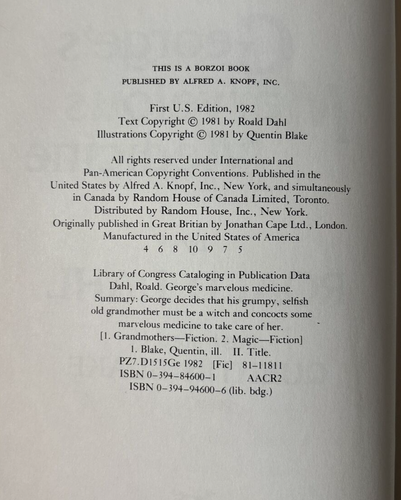 THIS IS A BORZOI BOOK
PUBLISHED BY ALFRED A. KNOPF, INC.
First U.S. Edition, 1982
Text Copyright © 1981 by Roald Dahl
Illustrations Copyright © 1981 by Quentin Blake
All rights reserved under International and
Pan-American Copyright Conventions. Published in the
United States by Alfred A. Knopf, Inc., New York, and simultaneously
in Canada by Random House of Canada Limited, Toronto.
Distributed by Random House, Inc., New York.
Originally published in Great Britian by Jonathan Cape Ltd., London.
Manufactured in the United States of America
4 6 8 10 9 7 5
Library of Congress Cataloging in Publication Data
Dahl, Roald. George's marvelous medicine.
Summary: George decides that his grumpy, selfish
old grandmother must be a witch and concocts some
marvelous medicine to take care of her.
[1. Grandmothers—Fiction. 2. Magic—Fiction]
1. Blake, Quentin, ill. II. Title.
PZ7.D1515Ge 1982 [Fic] 81-11811
ISBN 0-394-84600-1 AACR2
ISBN 0-394-94600-6 (lib. bdg.)